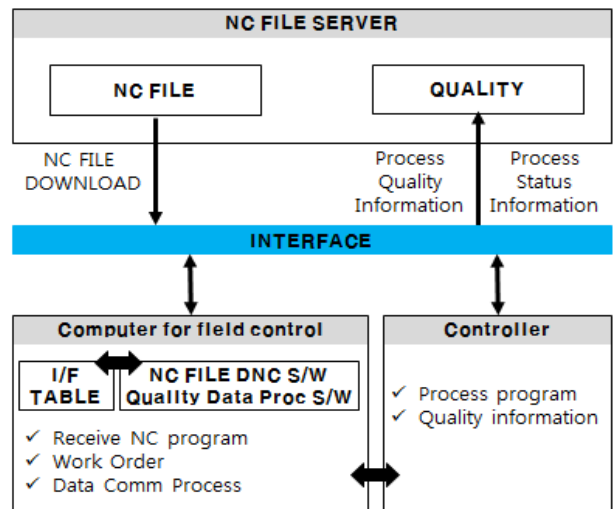 NC FILE SERVER
NC FILE
QUALITY
NC FILE
DOWNLOAD
Process
Quality
Information
Process
Status
Information
INTERFACE
Computer for field control
I/F
TABLE
NC FILE DNC S/W
Quality Data Proc S/W
✓ Receive NC program
✓ Work Order
✓ Data Comm Process
Controller
✓ Process program
✓ Quality information